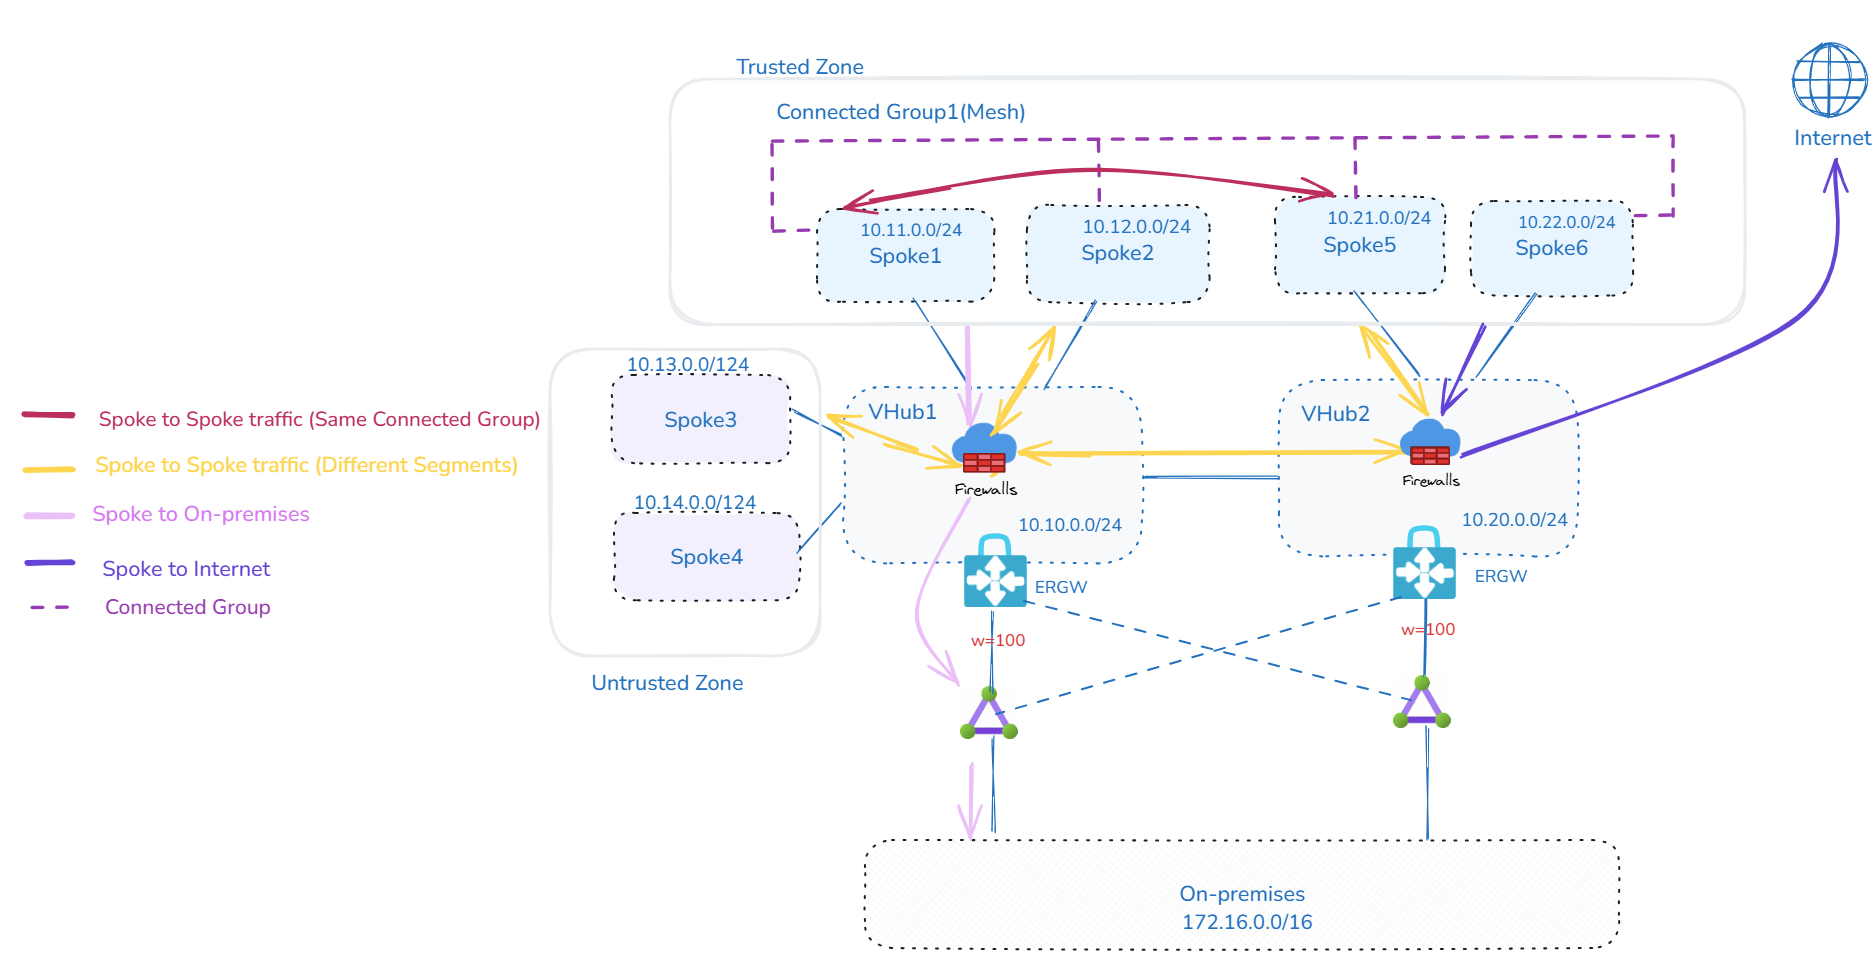 Trusted Zone
Connected Group1(Mesh)
Internet
10.11.0.0/24
Spoke1
10.12.0.0/24
Spoke2
10.21.0.0/24
Spoke5
10.22.0.0/24
Spoke6
10.13.0.0/124
Spoke3
10.14.0.0/124
Spoke4
Untrusted Zone
VHub1
Firewalls
10.10.0.0/24
ERGW
w=100
VHub2
Firewalls
10.20.0.0/24
ERGW
w=100
Spoke to Spoke traffic (Same Connected Group)
Spoke to Spoke traffic (Different Segments)
Spoke to On-premises
Spoke to Internet
Connected Group
On-premises
172.16.0.0/16